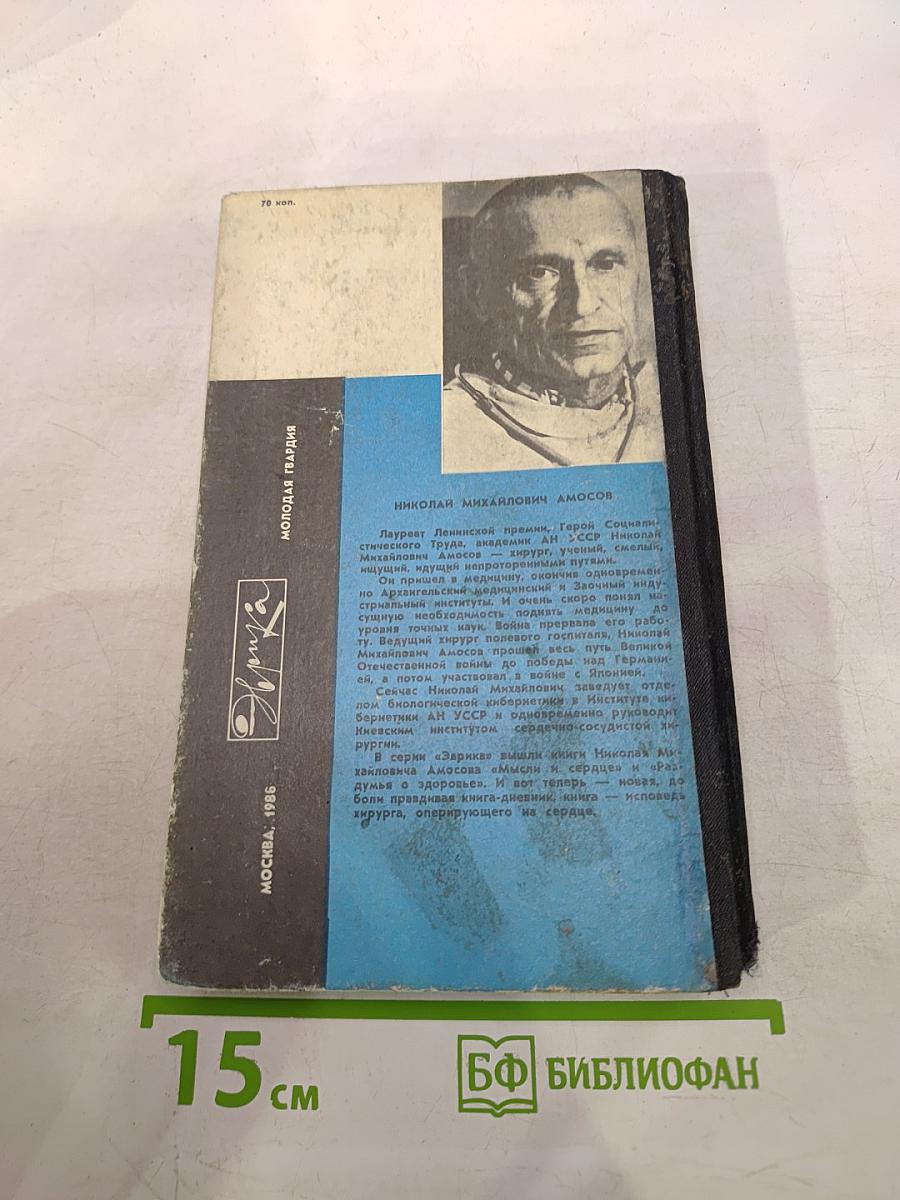 70 коп.
НИКОЛАЙ МИХАЙЛОВИЧ АМОСОВ
Лауреат Ленинской премии, Герой Социали-
стического Труда, академик АН УССР Николай
Михайлович Амосов — хирург, ученый, смелый,
ищущий, идущий непроторенными путями.
Он пришел в медицину, окончив одновремен-
но Архангельский медицинский и Заочный инду-
стриальный институты. И очень скоро понял на-
сущную необходимость поднять медицину до
уровня точных наук. Война прервала его рабо-
ту. Ведущий хирург полевого госпиталя, Николай
Михайлович Амосов прошел весь путь Великой
Отечественной войны до победы над Германи-
ей, а потом участвовал в войне с Японией.
Сейчас Николай Михайлович заведует отде-
лом биологической кибернетики в Институте ки-
бернетики АН УССР и одновременно руководит
Киевским институтом сердечно-сосудистой хи-
рургии.
В серии «Эврика» вышли книги Николая Ми-
хайловича Амосова «Мысли и сердце» и «Раз-
думья о здоровье». И вот теперь — новая, до
боли правдивая книга-дневник, книга — исповедь
хирурга, оперирующего на сердце.
МОЛОДАЯ ГВАРДИЯ
Эврика
МОСКВА, 1986
15 см
БФ БИБЛИОФАН